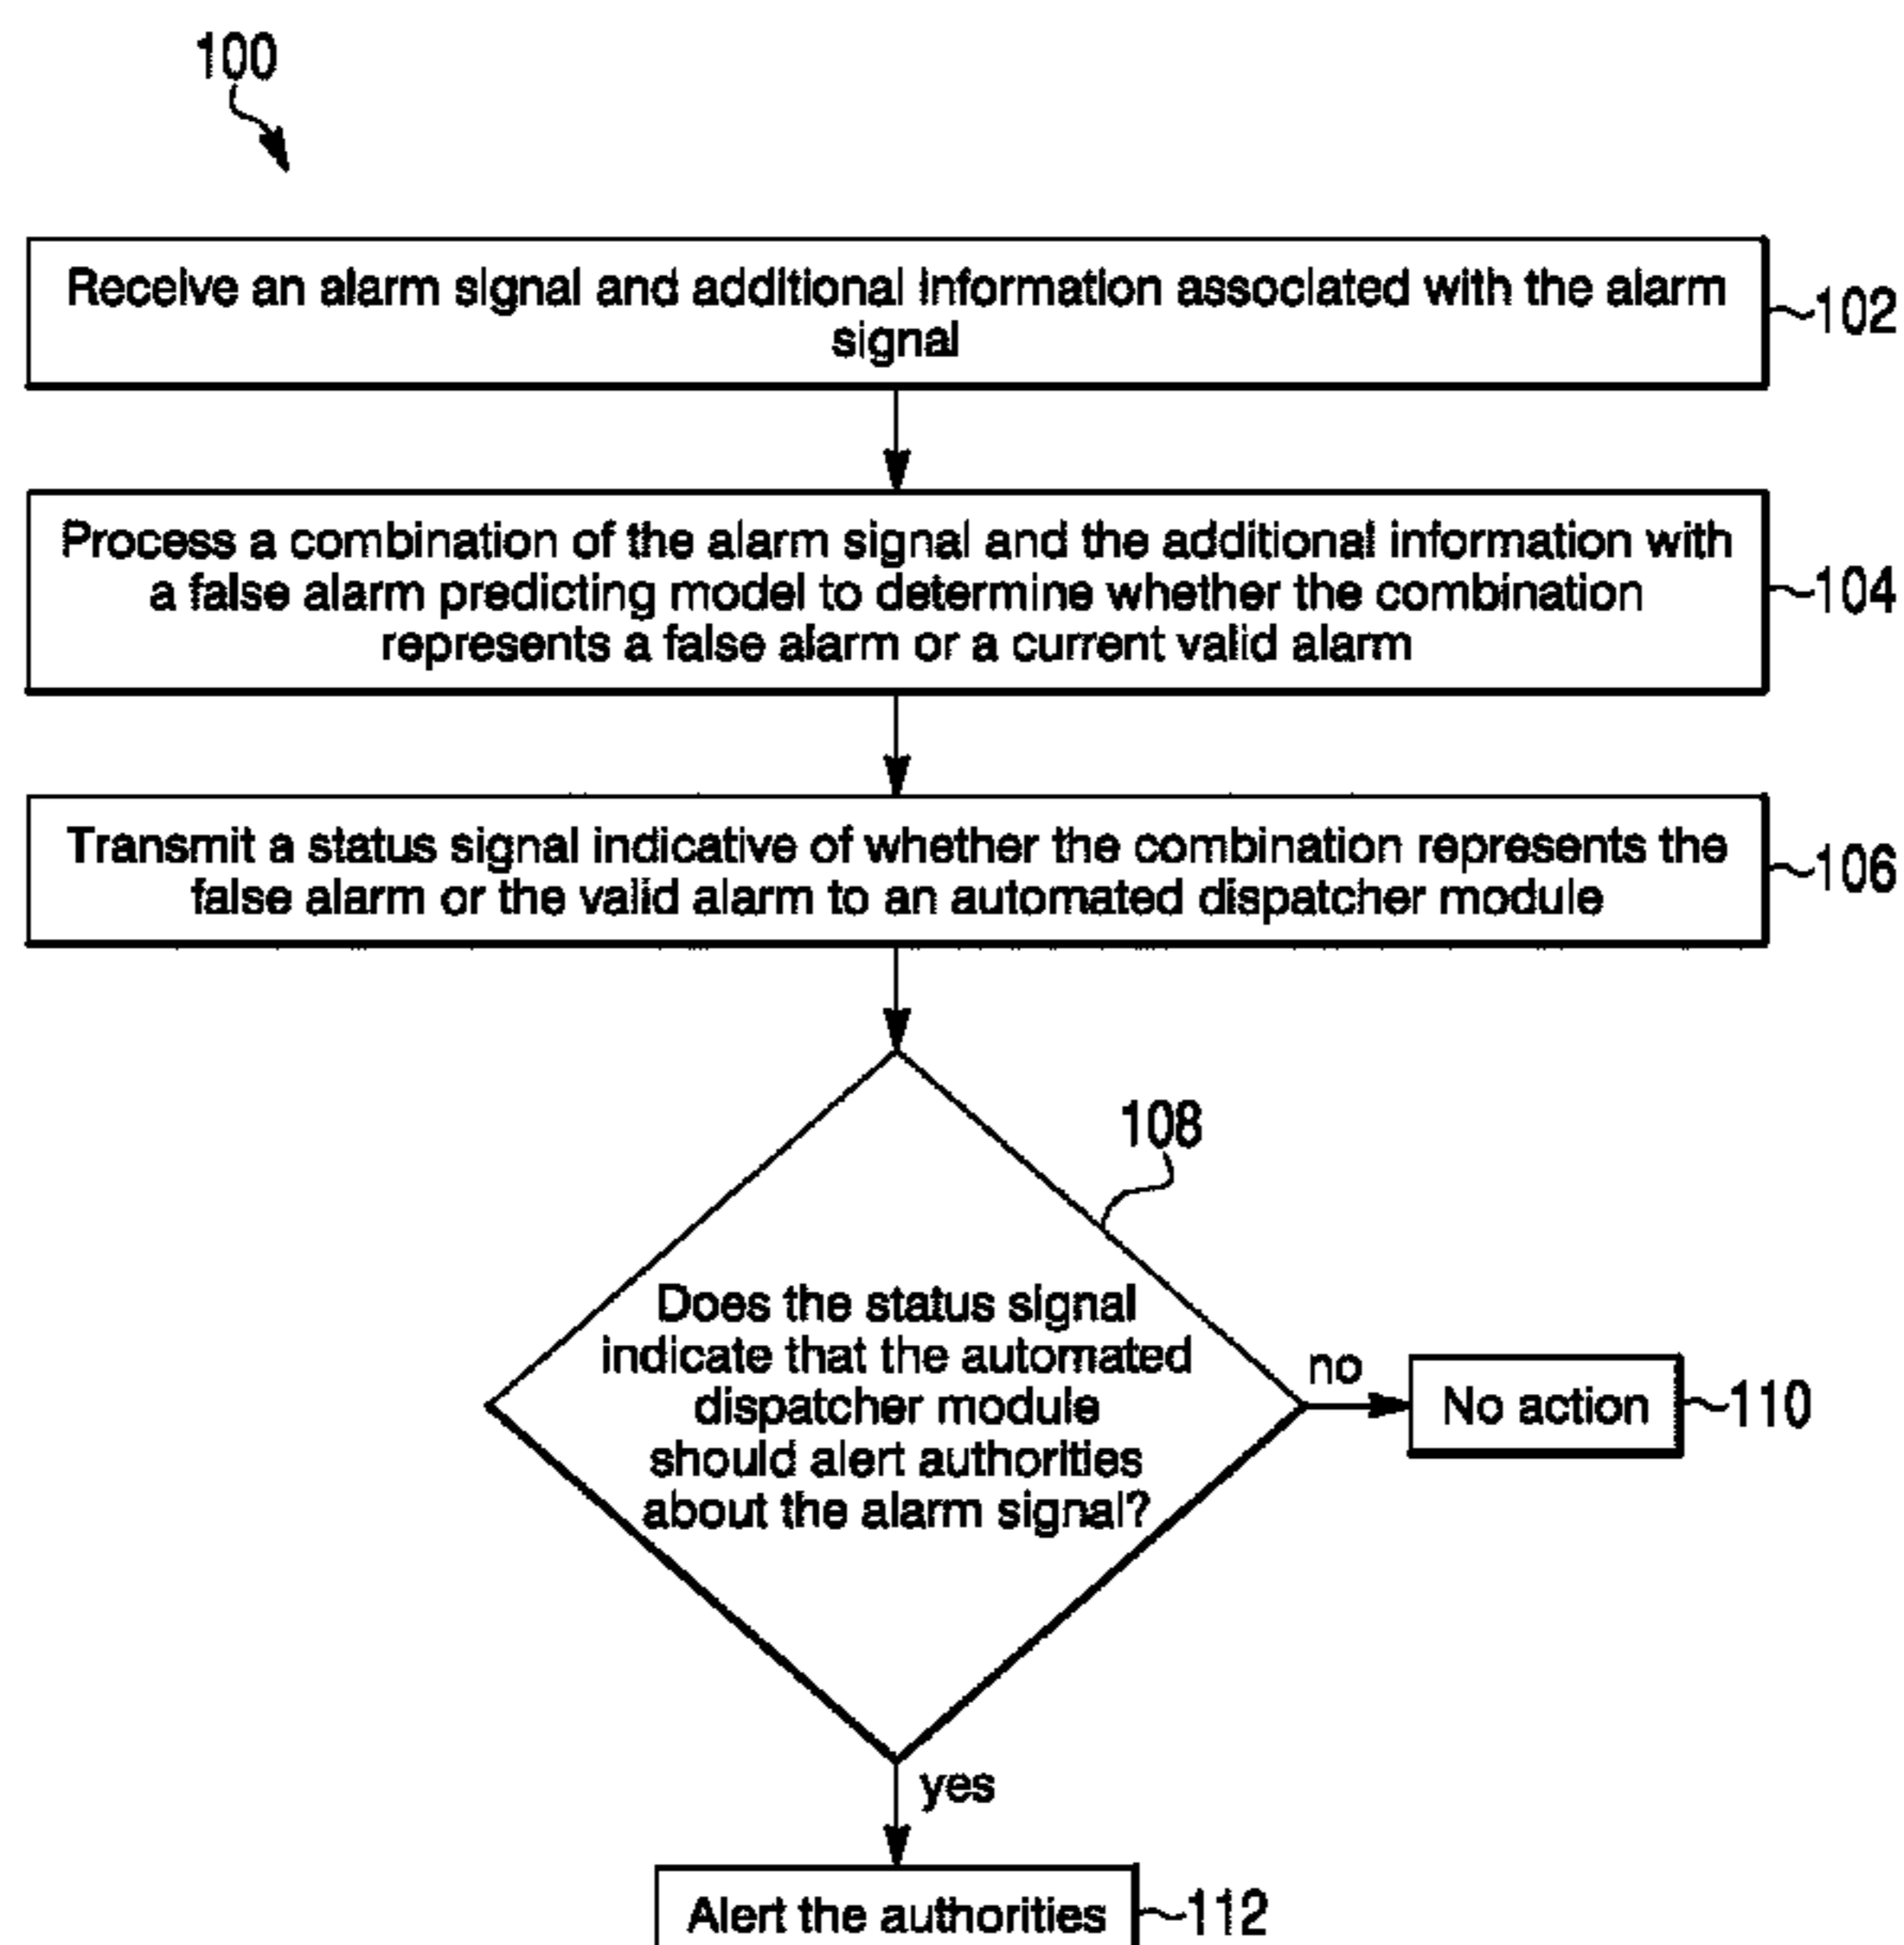 100
Receive an alarm signal and additional information associated with the alarm
signal
102
Process a combination of the alarm signal and the additional information with
a false alarm predicting model to determine whether the combination
represents a false alarm or a current valid alarm
104
Transmit a status signal indicative of whether the combination represents the
false alarm or the valid alarm to an automated dispatcher module
106
108
Does the status signal
indicate that the automated
dispatcher module
should alert authorities
about the alarm signal?
no
No action
110
yes
Alert the authorities
112